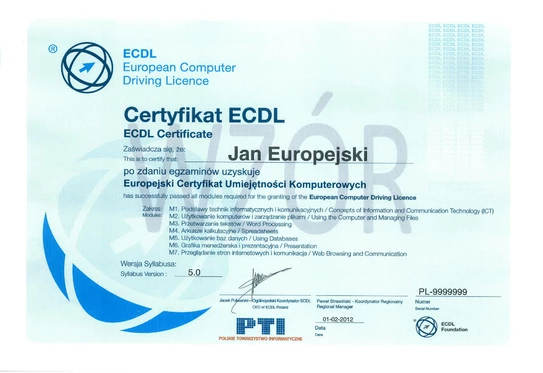 ECDL
European Computer
Driving Licence
Certyfikat ECDL
ECDL Certificate
WZÓR
Zaświadcza się, że:
This is to certify that:
Jan Europejski
po zdaniu egzaminów uzyskuje
Europejski Certyfikat Umiejętności Komputerowych
has successfully passed all modules required for the granting of the European Computer Driving Licence
Zakres:
Modules:
M1. Podstawy technik informatycznych i komunikacyjnych / Concepts of Information and Communication Technology (ICT)
M2. Użytkowanie komputerów i zarządzanie plikami / Using the Computer and Managing Files
M3. Przetwarzanie tekstów / Word Processing
M4. Arkusze kalkulacyjne / Spreadsheets
M5. Użytkowanie baz danych / Using Databases
M6. Grafika menedżerska i prezentacyjna / Presentation
M7. Przeglądanie stron internetowych i komunikacja / Web Browsing and Communication
Wersja Syllabusa:
Syllabus Version :
5.0
Jacek Pulwarski - Ogólnopolski Koordynator ECDL
CEO of ECDL Poland
Paweł - Koordynator Regionalny
Regional Manager
PL-9999999
Numer
Serial Number
01-02-2012
Data
Date
PTI
POLSKIE TOWARZYSTWO INFORMATYCZNE
ECDL
Foundation